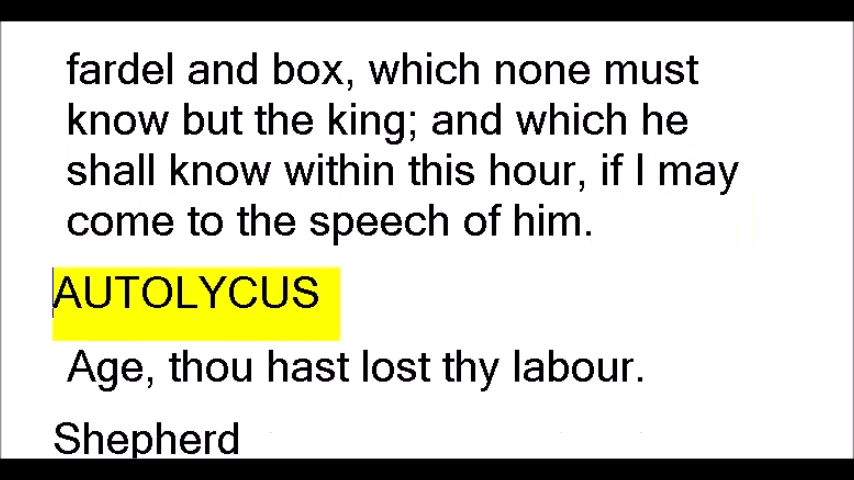 fardel and box, which none must
know but the king; and which he
shall know within this hour, if I may
come to the speech of him.
AUTOLYCUS
Age, thou hast lost thy labour.
Shepherd